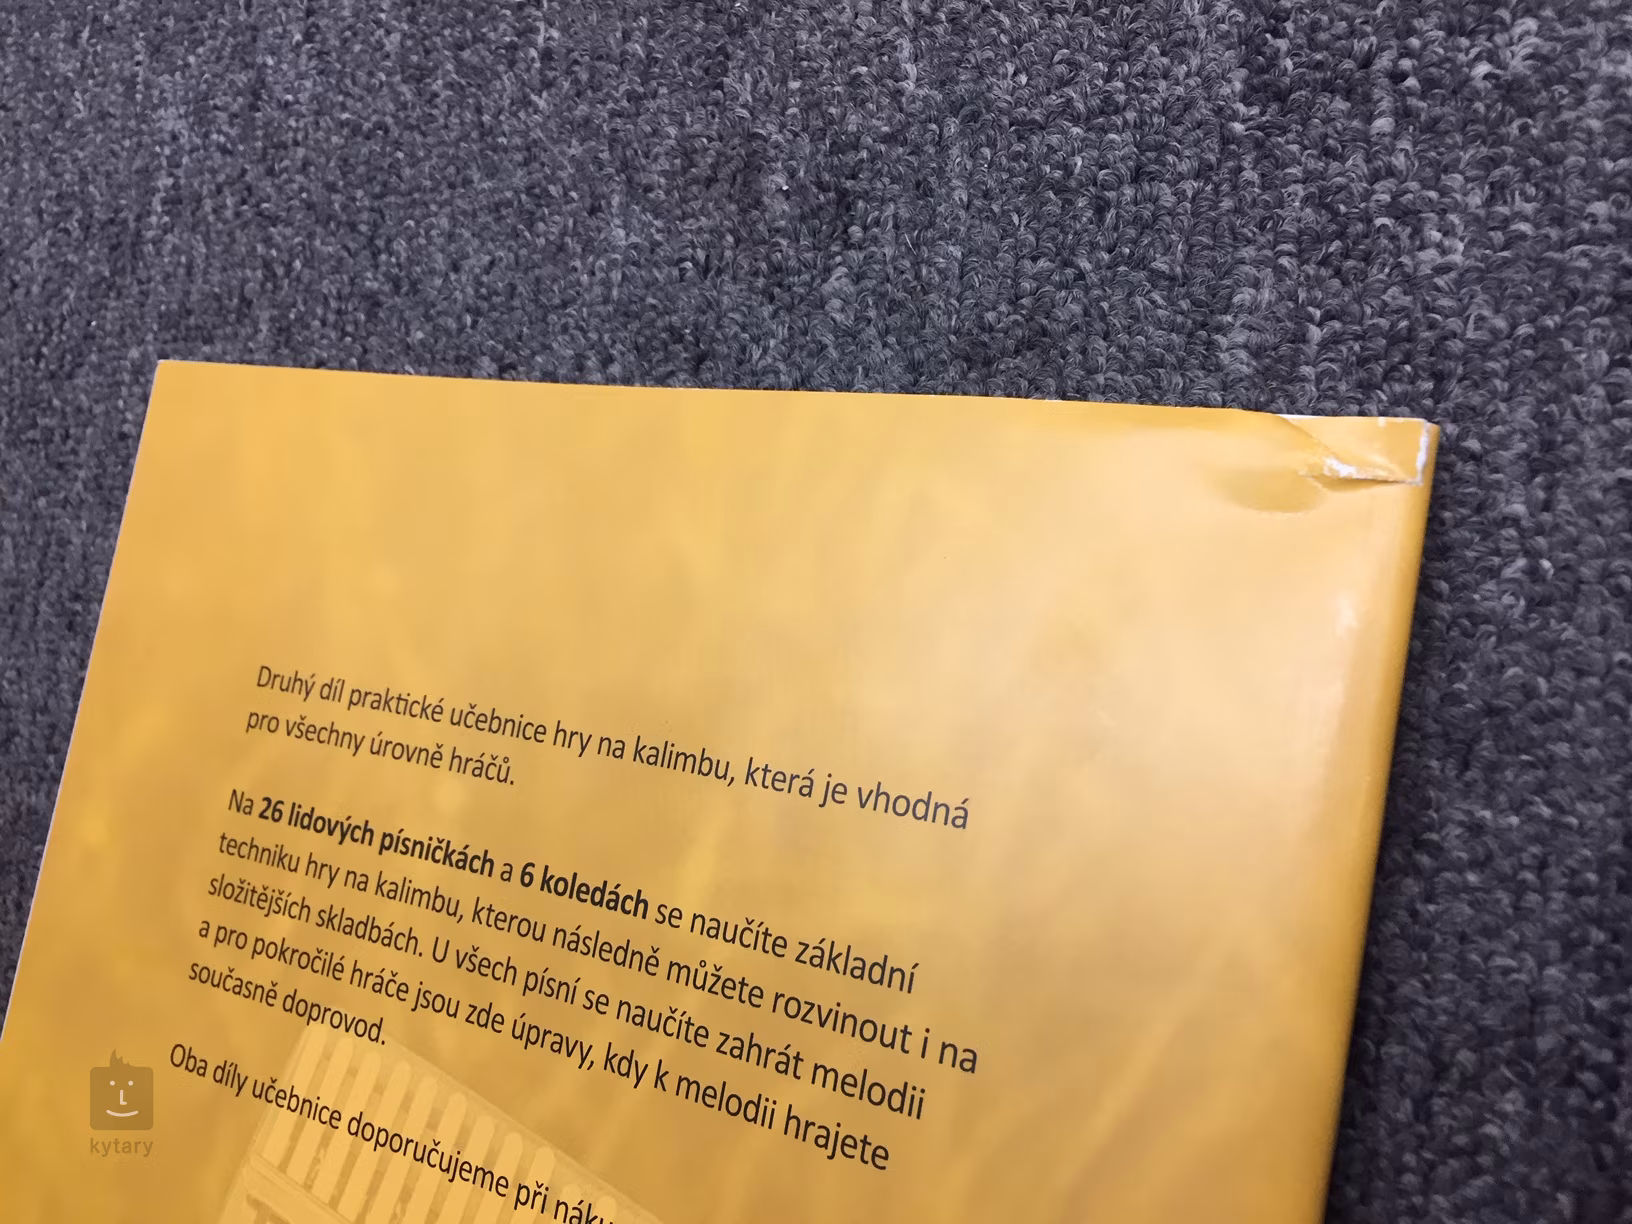 Druhý díl praktické učebnice hry na kalimbu, která je vhodná
pro všechny úrovně hráčů.
Na 26 lidových písničkách a 6 koledách se naučíte základní
techniku hry na kalimbu, kterou následně můžete rozvinout i na
složitějších skladbách. U všech písní se naučíte zahrát melodii
a pro pokročilé hráče jsou zde úpravy, kdy k melodii hrajete
současně doprovod.
Oba díly učebnice doporučujeme při
kytary